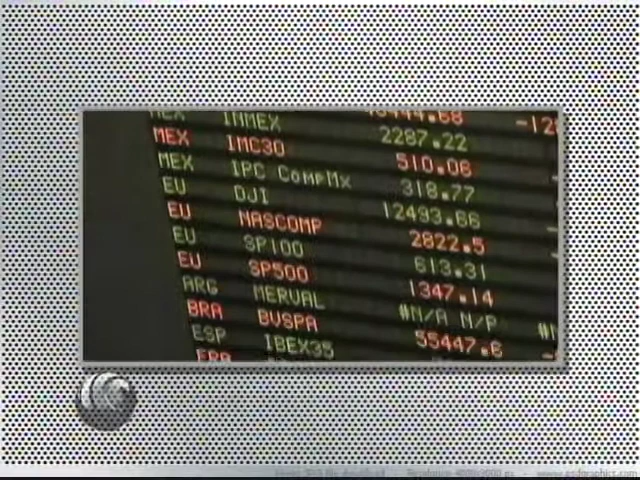 MEX INMEX 2287.22
MEX IMC30 510.06
MEX IPC CompMx 318.77
EU DJI 12493.66
EU NASCOMP 2822.5
EU SP100 613.31
EU SP500 1347.14
ARG MERVAL #N/A N/P #N
BRA BVSPA 55447.6
ESP IBEX35